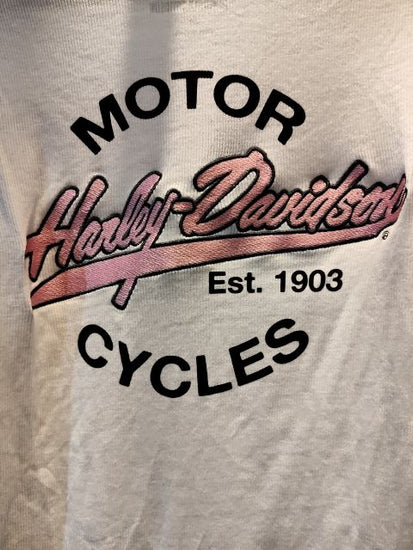 MOTOR
Harley-Davidson
®
Est. 1903
CYCLES